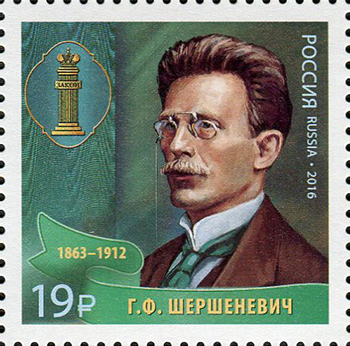 ЗАКОН
РОССИЯ RUSSIA • 2016
1863–1912
19₽
Г.Ф. ШЕРШЕНЕВИЧ